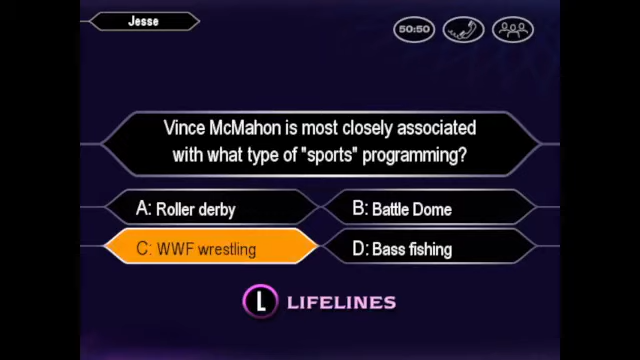 Jesse
50:50
Vince McMahon is most closely associated
with what type of "sports" programming?
A: Roller derby
B: Battle Dome
C: WWF wrestling
D: Bass fishing
L LIFELINES